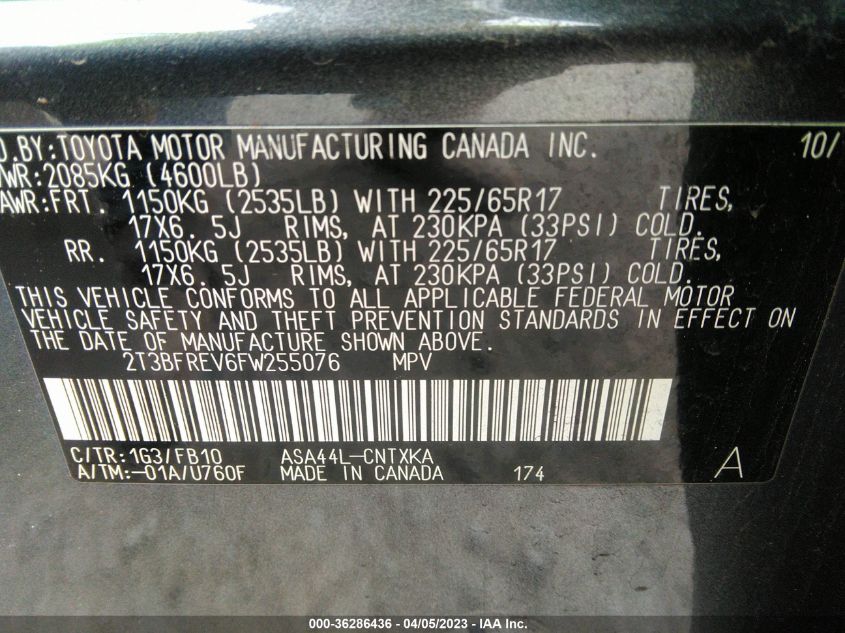 D.BY:TOYOTA MOTOR MANUFACTURING CANADA INC. 10/
WR:2085KG (4600LB)
AWR:FRT. 1150KG (2535LB) WITH 225/65R17 TIRES,
17X6. 5J RIMS, AT 230KPA (33PSI) COLD.
RR. 1150KG (2535LB) WITH 225/65R17 TIRES,
17X6. 5J RIMS, AT 230KPA (33PSI) COLD.
THIS VEHICLE CONFORMS TO ALL APPLICABLE FEDERAL MOTOR
VEHICLE SAFETY AND THEFT PREVENTION STANDARDS IN EFFECT ON
THE DATE OF MANUFACTURE SHOWN ABOVE.
2T3BFREV6FW255076 MPV
C/TR:1G3/FB10 ASA44L-CNTXKA
A/TM:-01A/U760F MADE IN CANADA 174 A
000-36286436 - 04/05/2023 - IAA Inc.